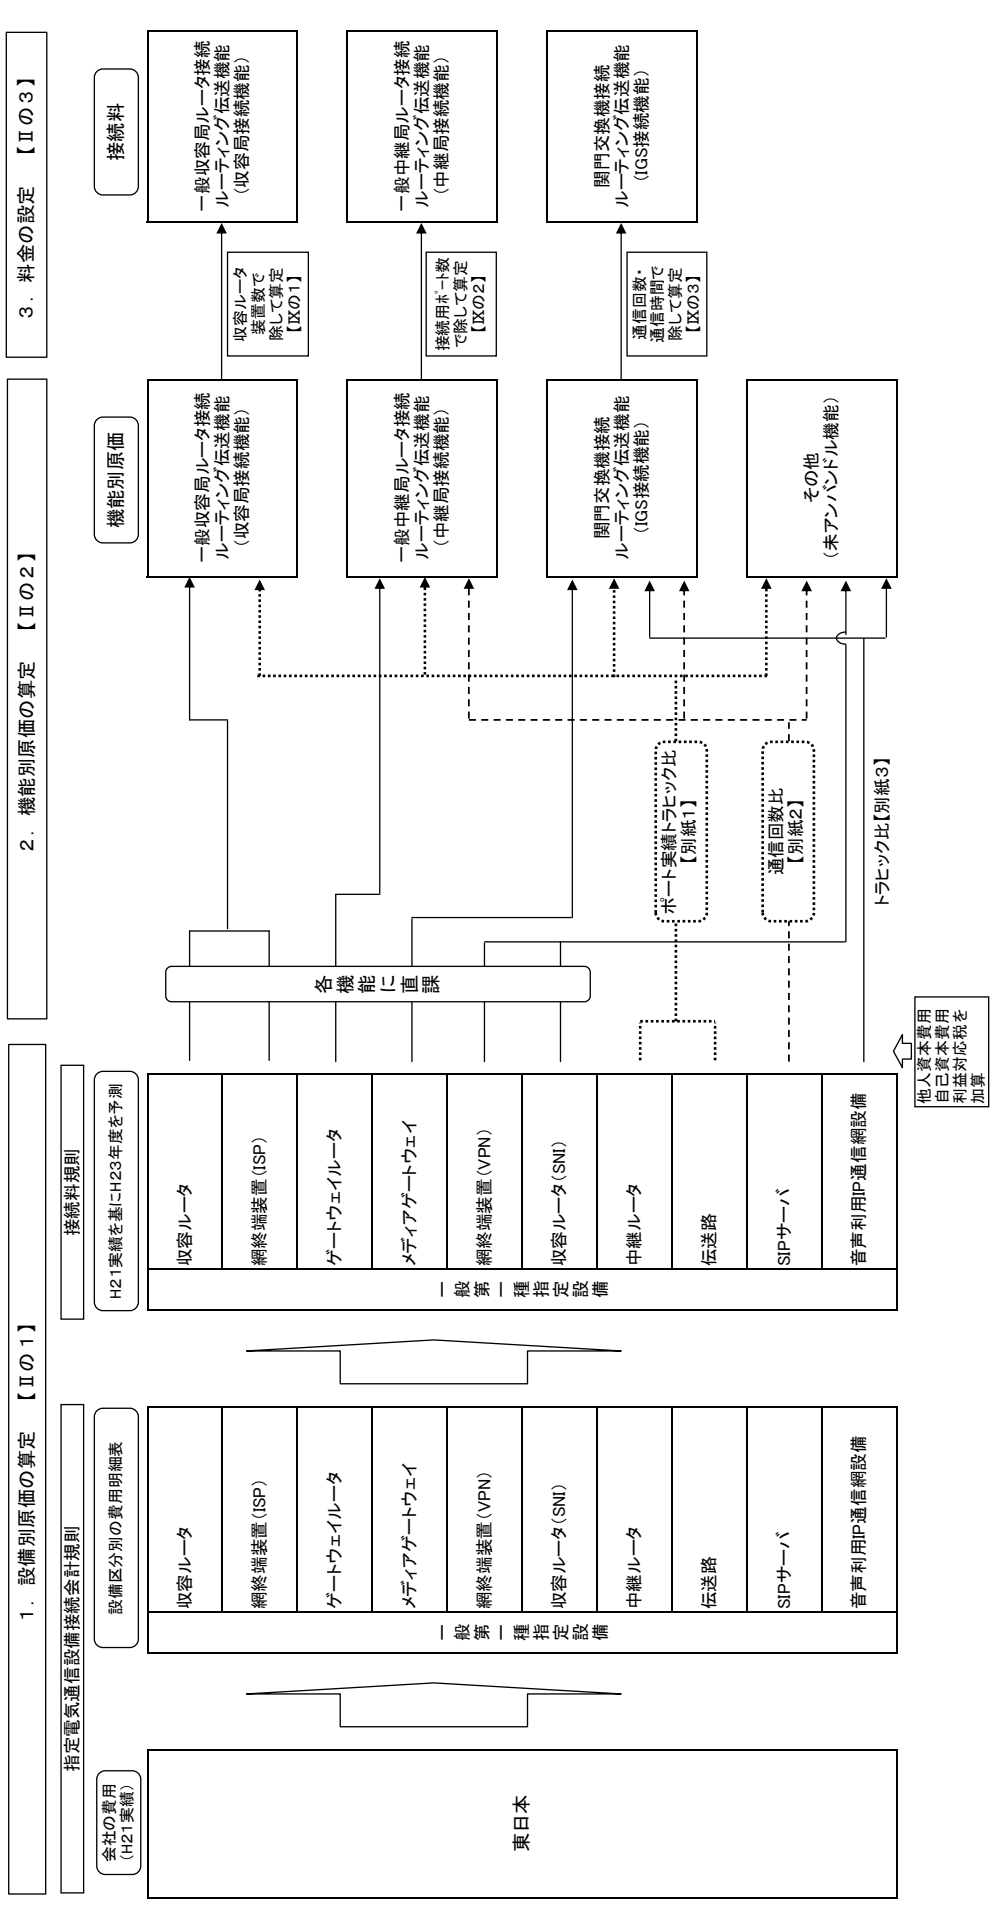 1．設備別原価の算定　【Ⅱの1】
指定電気通信設備接続会計規則
会社の費用
（H21実績）
東日本
設備区分別の費用明細表
収容ルータ
網終端装置（ISP）
ゲートウェイルータ
メディアゲートウェイ
網終端装置（VPN）
収容ルータ（SNI）
中継ルータ
伝送路
SIPサーバ
音声利用IP通信網設備
一般第一種指定設備
接続料規則
H21実績を基にH23年度を予測
収容ルータ
網終端装置（ISP）
ゲートウェイルータ
メディアゲートウェイ
網終端装置（VPN）
収容ルータ（SNI）
中継ルータ
伝送路
SIPサーバ
音声利用IP通信網設備
一般第一種指定設備
他人資本費用
自己資本費用
利益対応税を
加算
2．機能別原価の算定　【Ⅱの2】
各機能に直課
ポート実績トラヒック比
【別紙1】
通信回数比
【別紙2】
トラヒック比【別紙3】
機能別原価
一般収容局ルータ接続
ルーティング伝送機能
（収容局接続機能）
一般中継局ルータ接続
ルーティング伝送機能
（中継局接続機能）
関門交換機接続
ルーティング伝送機能
（IGS接続機能）
その他
（未アンバンドル機能）
3．料金の設定　【Ⅱの3】
収容ルータ
装置数で
除して算定
【Ⅸの1】
接続用ポート数
で除して算定
【Ⅸの2】
通信回数・
通信時間で
除して算定
【Ⅸの3】
接続料
一般収容局ルータ接続
ルーティング伝送機能
（収容局接続機能）
一般中継局ルータ接続
ルーティング伝送機能
（中継局接続機能）
関門交換機接続
ルーティング伝送機能
（IGS接続機能）